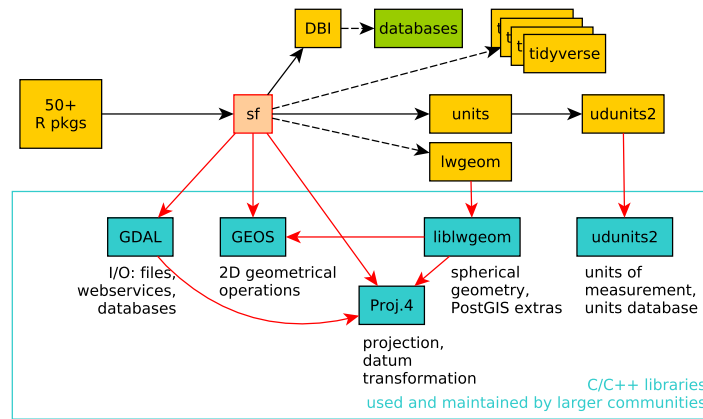 DBI
databases
tidyverse
50+
R pkgs
sf
units
udunits2
lwgeom
GDAL
GEOS
liblwgeom
udunits2
I/O: files,
webservices,
databases
2D geometrical
operations
spherical
geometry,
PostGIS extras
units of
measurement,
units database
Proj.4
projection,
datum
transformation
C/C++ libraries
used and maintained by larger communities